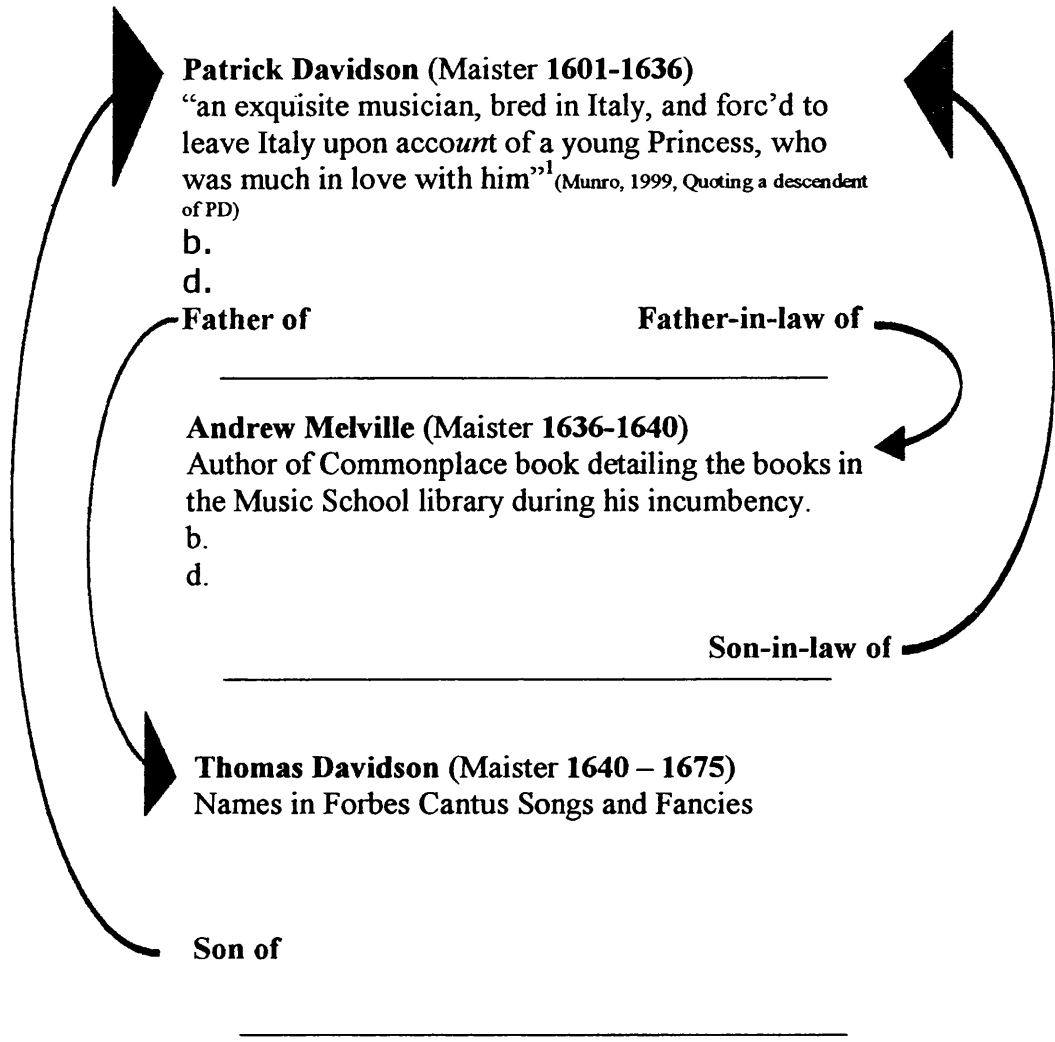 Patrick Davidson (Maister 1601-1636)
“an exquisite musician, bred in Italy, and forc’d to
leave Italy upon account of a young Princess, who
was much in love with him”1(Munro, 1999, Quoting a descendent
of PD)
b.
d.
Father of Father-in-law of
Andrew Melville (Maister 1636-1640)
Author of Commonplace book detailing the books in
the Music School library during his incumbency.
b.
d.
Son-in-law of
Thomas Davidson (Maister 1640 – 1675)
Names in Forbes Cantus Songs and Fancies
Son of